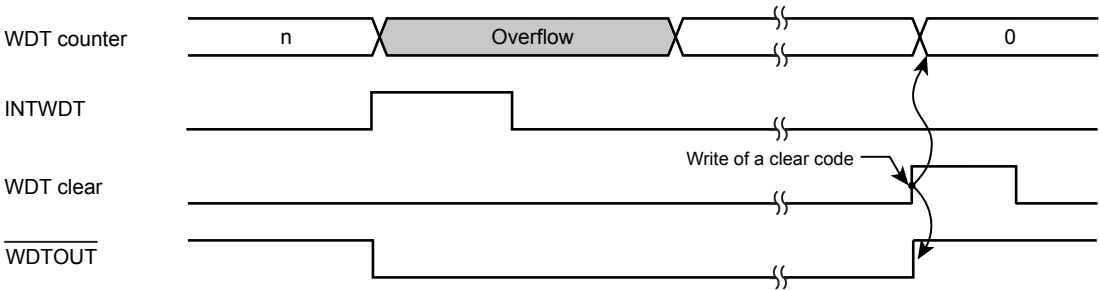 WDT counter
n
Overflow
0
INTWDT
Write of a clear code
WDT clear
WDTOUT